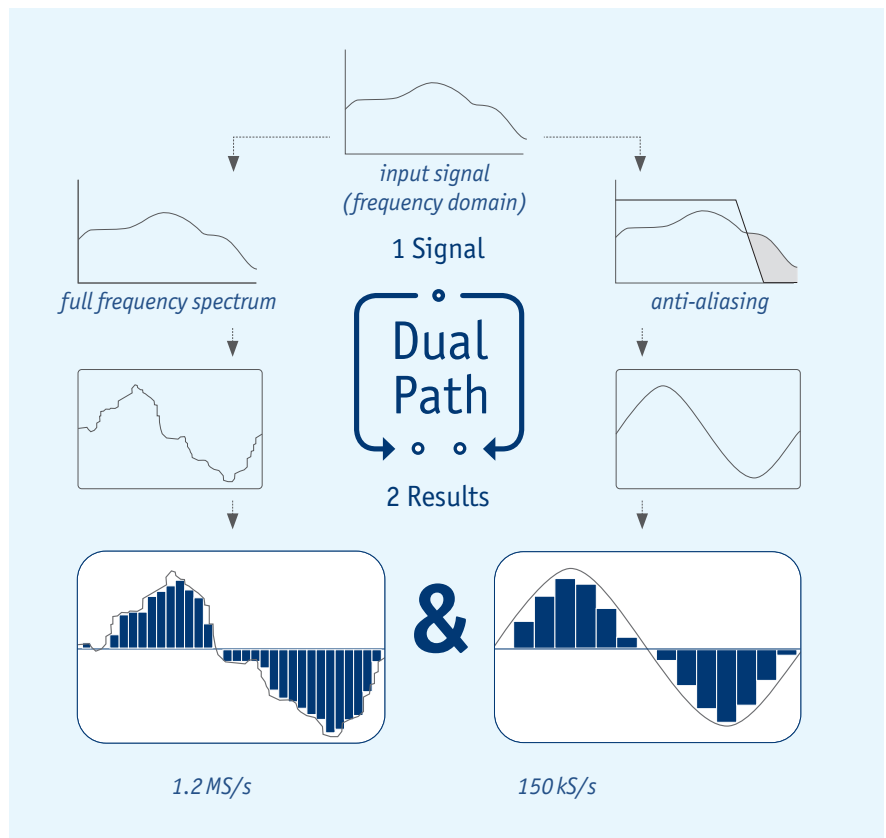 input signal
(frequency domain)
1 Signal
full frequency spectrum
anti-aliasing
Dual
Path
2 Results
&
1.2 MS/s
150 kS/s